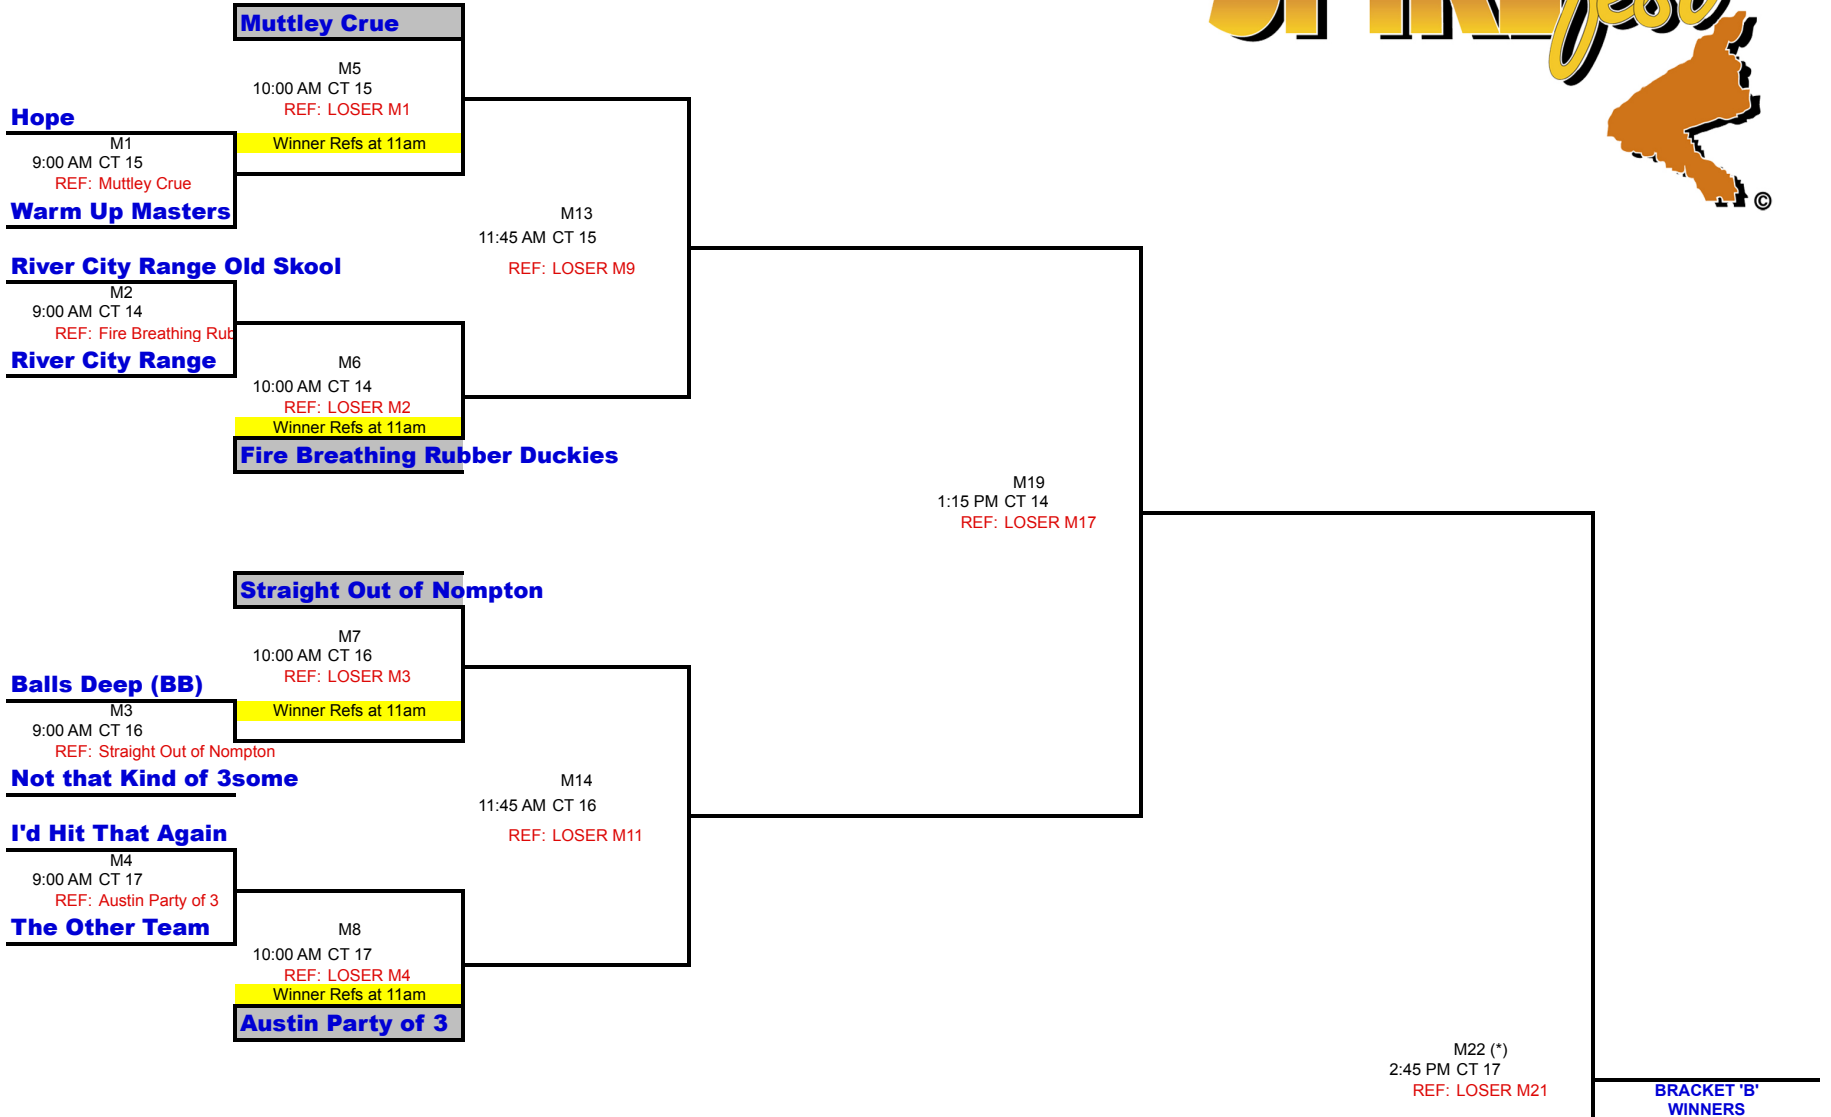 SPIKEfest
©
Muttley Crue
M5
10:00 AM CT 15
REF: LOSER M1
Winner Refs at 11am
Hope
M1
9:00 AM CT 15
REF: Muttley Crue
Warm Up Masters
M13
11:45 AM CT 15
REF: LOSER M9
River City Range Old Skool
M2
9:00 AM CT 14
REF: Fire Breathing Rub
River City Range
M6
10:00 AM CT 14
REF: LOSER M2
Winner Refs at 11am
Fire Breathing Rubber Duckies
M19
1:15 PM CT 14
REF: LOSER M17
Straight Out of Nompton
M7
10:00 AM CT 16
REF: LOSER M3
Winner Refs at 11am
Balls Deep (BB)
M3
9:00 AM CT 16
REF: Straight Out of Nompton
Not that Kind of 3some
M14
11:45 AM CT 16
REF: LOSER M11
I'd Hit That Again
M4
9:00 AM CT 17
REF: Austin Party of 3
The Other Team
M8
10:00 AM CT 17
REF: LOSER M4
Winner Refs at 11am
Austin Party of 3
M22 (*)
2:45 PM CT 17
REF: LOSER M21
BRACKET 'B'
WINNERS